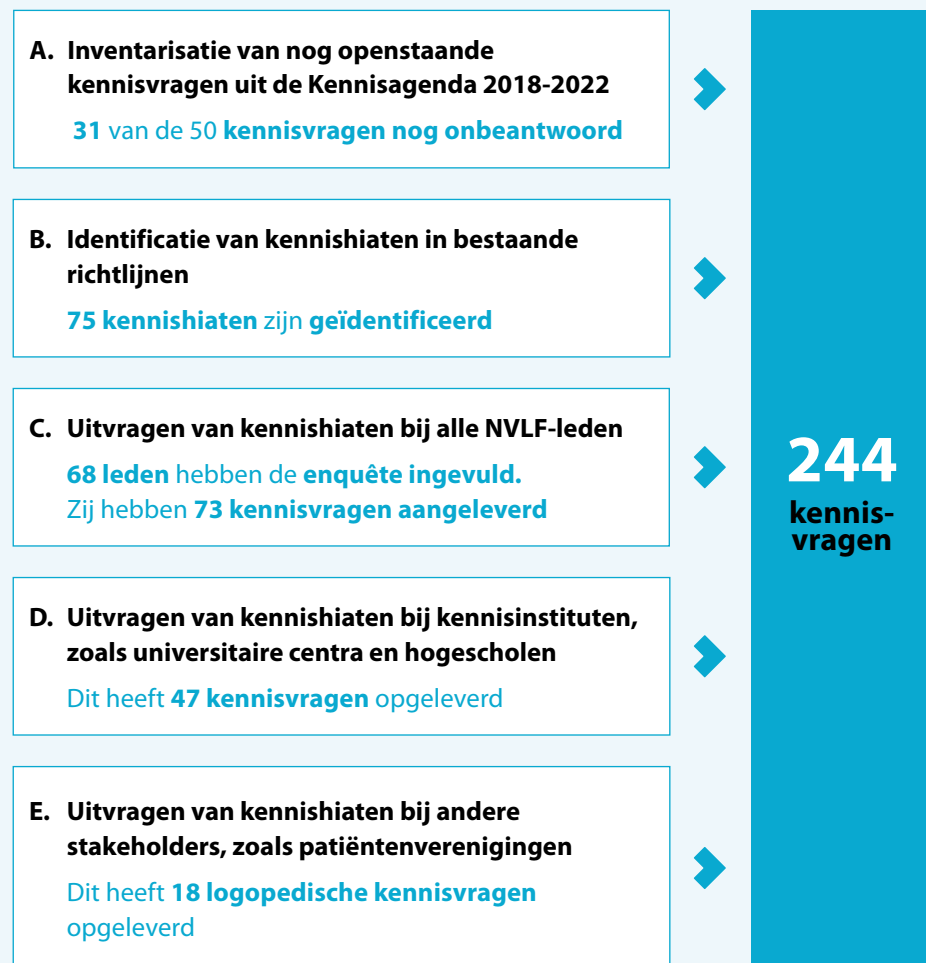 A. Inventarisatie van nog openstaande
kennisvragen uit de Kennisagenda 2018-2022
31 van de 50 kennisvragen nog onbeantwoord
B. Identificatie van kennishiaten in bestaande
richtlijnen
75 kennishiaten zijn geïdentificeerd
C. Uitvragen van kennishiaten bij alle NVLF-leden
68 leden hebben de enquête ingevuld.
Zij hebben 73 kennisvragen aangeleverd
D. Uitvragen van kennishiaten bij kennisinstituten,
zoals universitaire centra en hogescholen
Dit heeft 47 kennisvragen opgeleverd
E. Uitvragen van kennishiaten bij andere
stakeholders, zoals patiëntenverenigingen
Dit heeft 18 logopedische kennisvragen
opgeleverd
244
kennis-
vragen